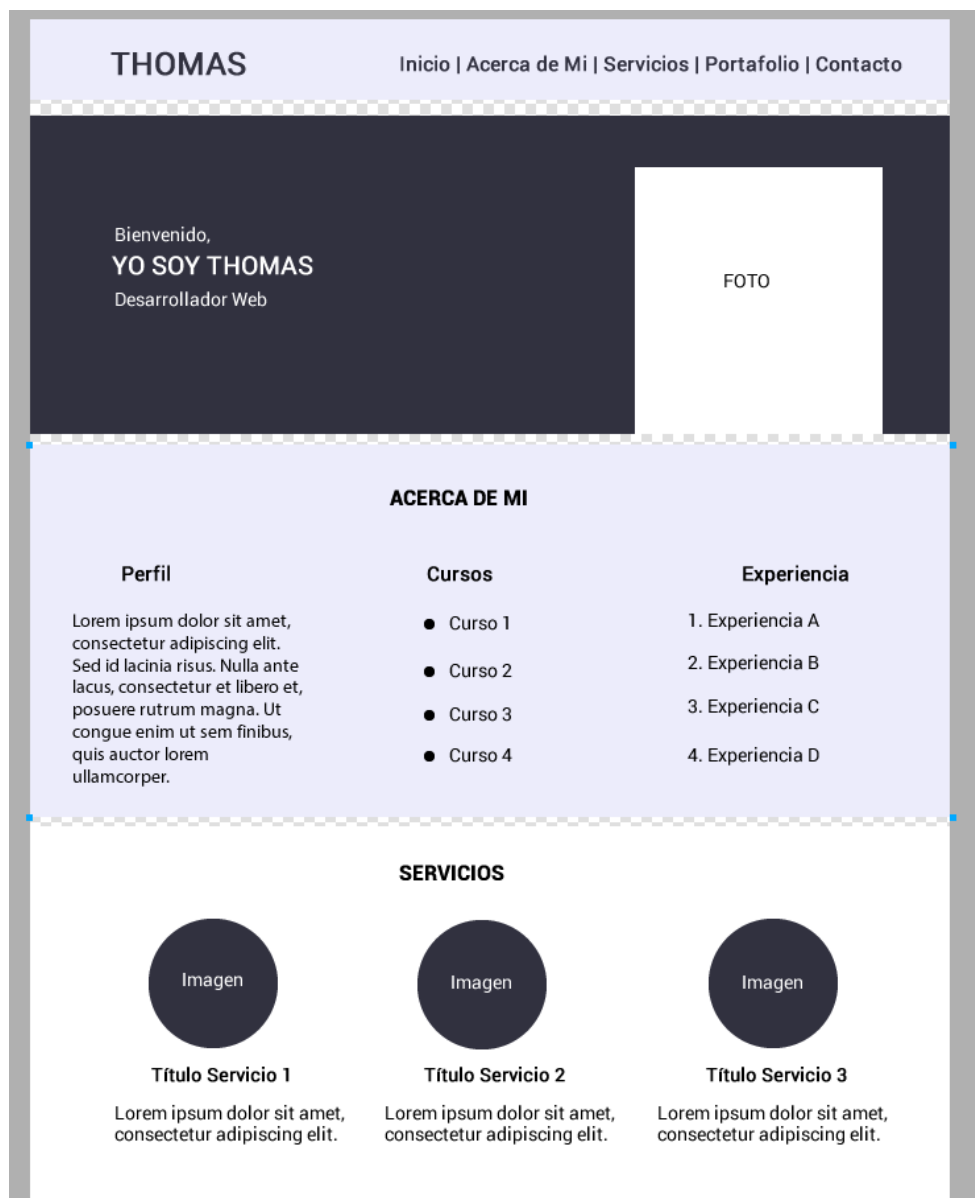 THOMAS
Inicio | Acerca de Mi | Servicios | Portafolio | Contacto
Bienvenido,
YO SOY THOMAS
Desarrollador Web
FOTO
ACERCA DE MI
Perfil
Lorem ipsum dolor sit amet,
consectetur adipiscing elit.
Sed id lacinia risus. Nulla ante
lacus, consectetur et libero et,
posuere rutrum magna. Ut
congue enim ut sem finibus,
quis auctor lorem
ullamcorper.
Cursos
Curso 1
Curso 2
Curso 3
Curso 4
Experiencia
1. Experiencia A
2. Experiencia B
3. Experiencia C
4. Experiencia D
SERVICIOS
Imagen
Título Servicio 1
Lorem ipsum dolor sit amet,
consectetur adipiscing elit.
Imagen
Título Servicio 2
Lorem ipsum dolor sit amet,
consectetur adipiscing elit.
Imagen
Título Servicio 3
Lorem ipsum dolor sit amet,
consectetur adipiscing elit.